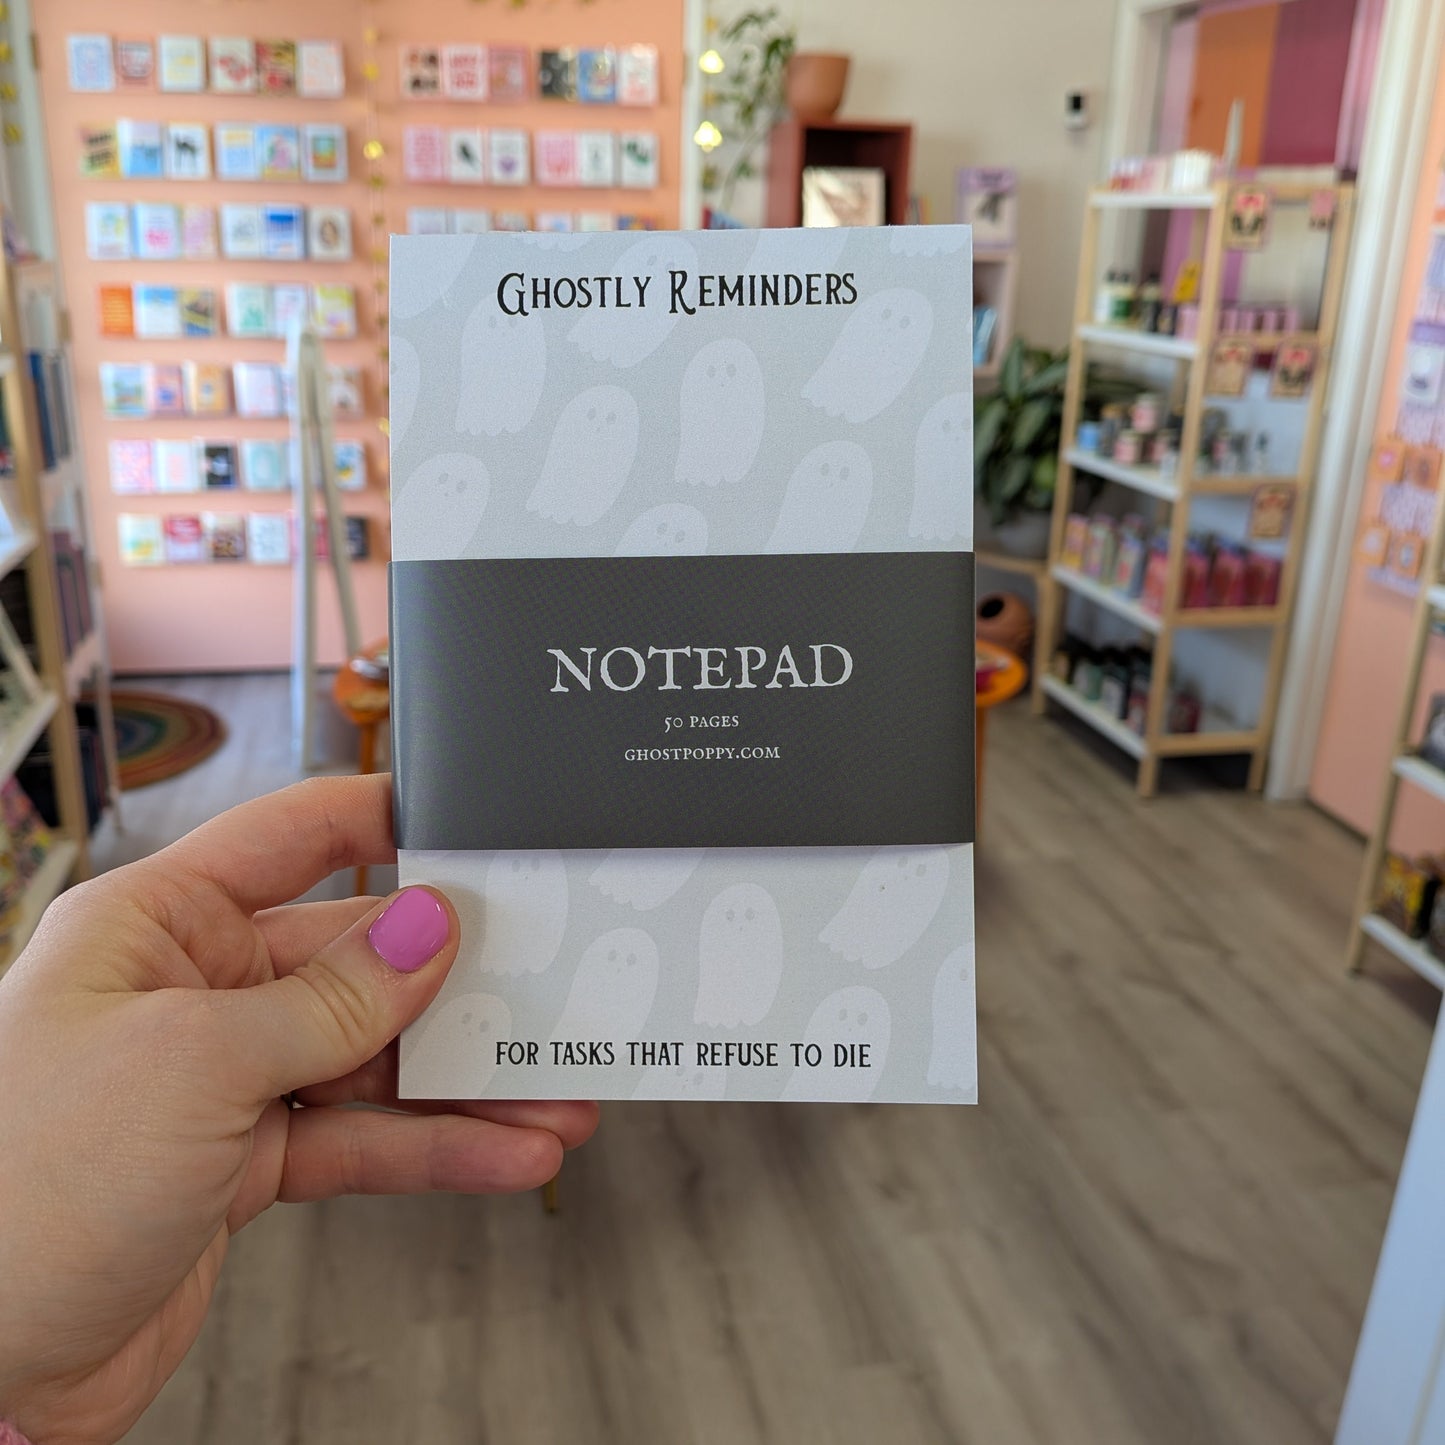 Ghostly Reminders
NOTEPAD
50 PAGES
GHOSTPOPPY.COM
FOR TASKS THAT REFUSE TO DIE